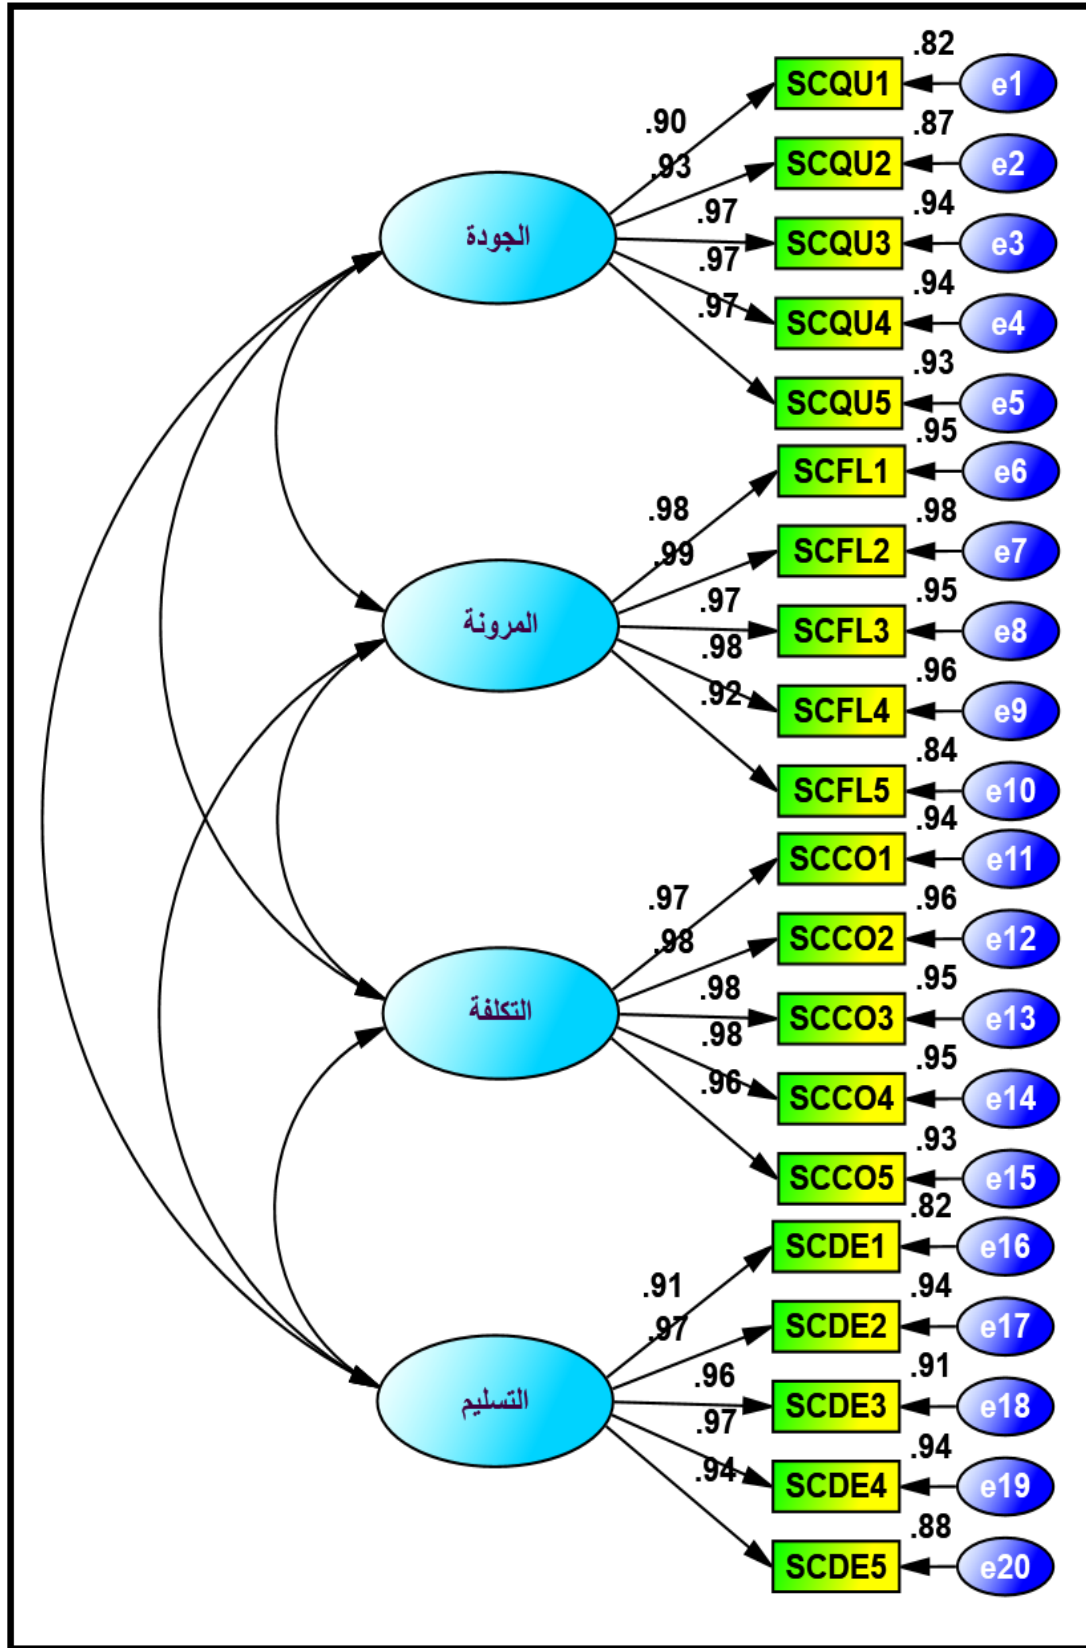 .82
SCQU1
e1
.90
.87
SCQU2
e2
.93
.94
الجودة
.97
SCQU3
e3
.97
.94
SCQU4
e4
.97
.93
SCQU5
e5
.95
SCFL1
e6
.98
.98
SCFL2
e7
.99
.95
المرونة
.97
SCFL3
e8
.98
.96
SCFL4
e9
.92
.84
SCFL5
e10
.94
SCCO1
e11
.97
.96
SCCO2
e12
.98
.95
التكلفة
.98
SCCO3
e13
.98
.95
SCCO4
e14
.96
.93
SCCO5
e15
.82
SCDE1
e16
.91
.94
SCDE2
e17
.97
.91
التسليم
.96
SCDE3
e18
.97
.94
SCDE4
e19
.94
.88
SCDE5
e20